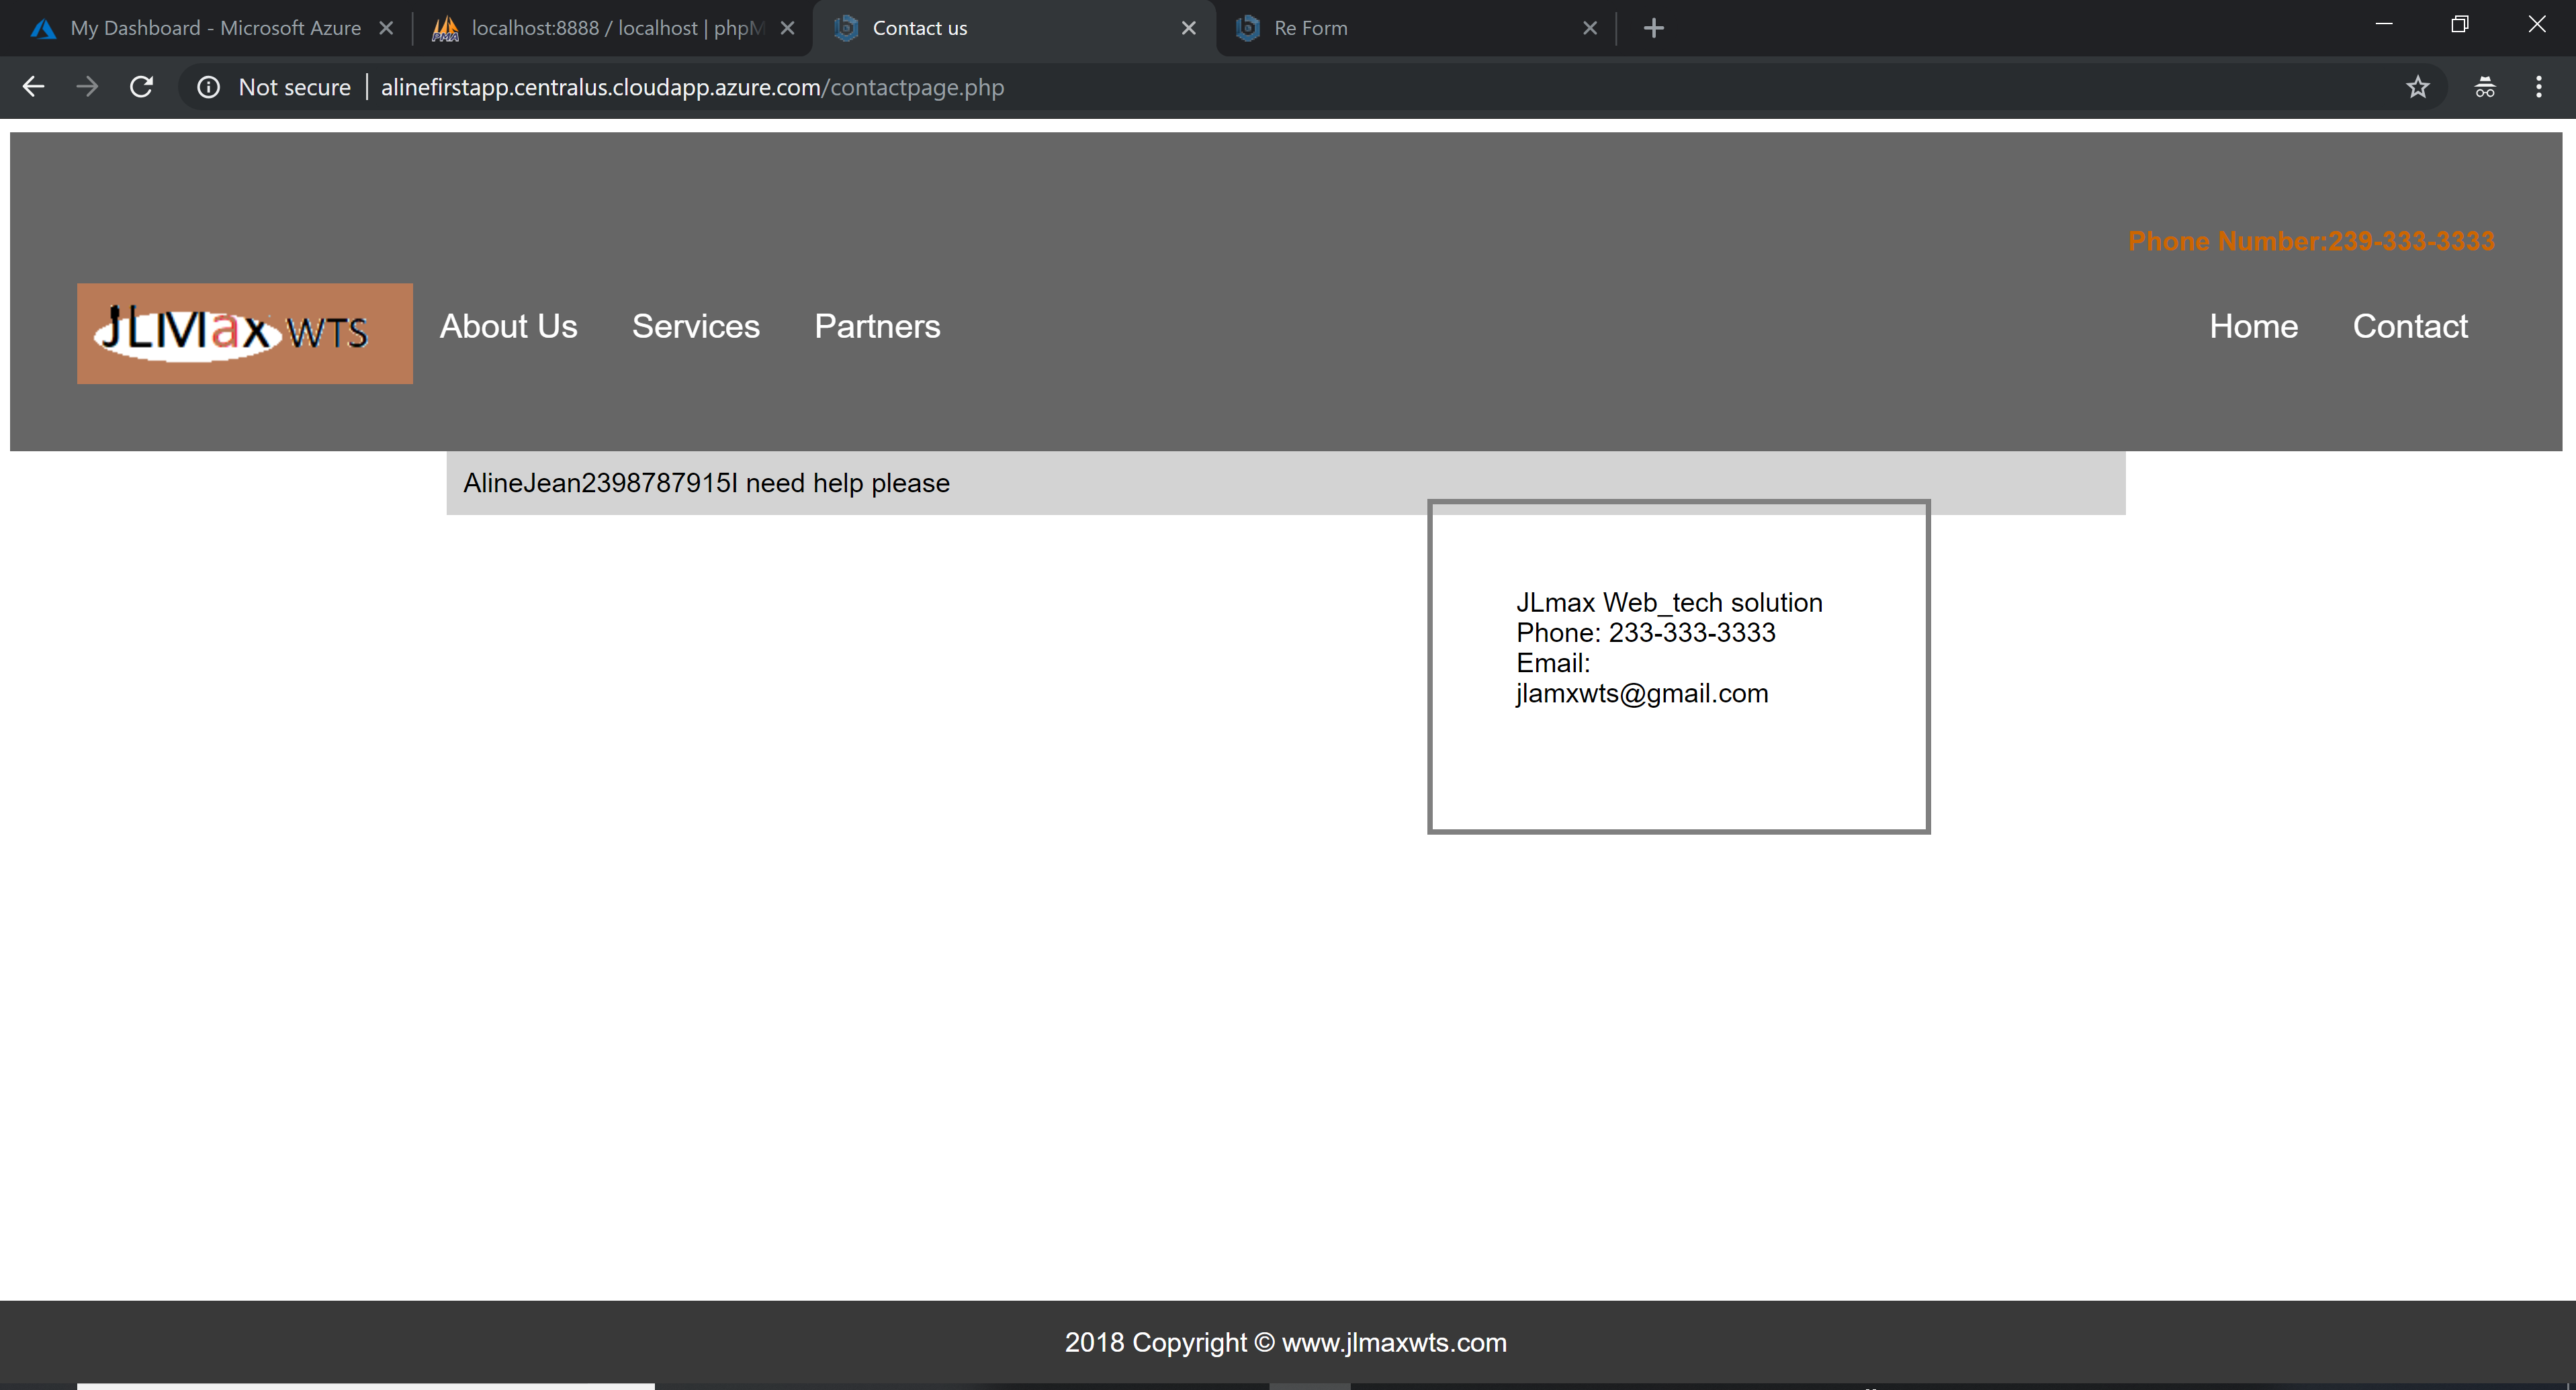 My Dashboard - Microsoft Azure
localhost:8888 / localhost | phpM
Contact us
Re Form
Not secure | alinefirstapp.centralus.cloudapp.azure.com/contactpage.php
Phone Number:239-333-3333
JLMax WTS
About Us Services Partners Home Contact
AlineJean2398787915I need help please
JLmax Web_tech solution
Phone: 233-333-3333
Email:
jlamxwts@gmail.com
2018 Copyright © www.jlmaxwts.com